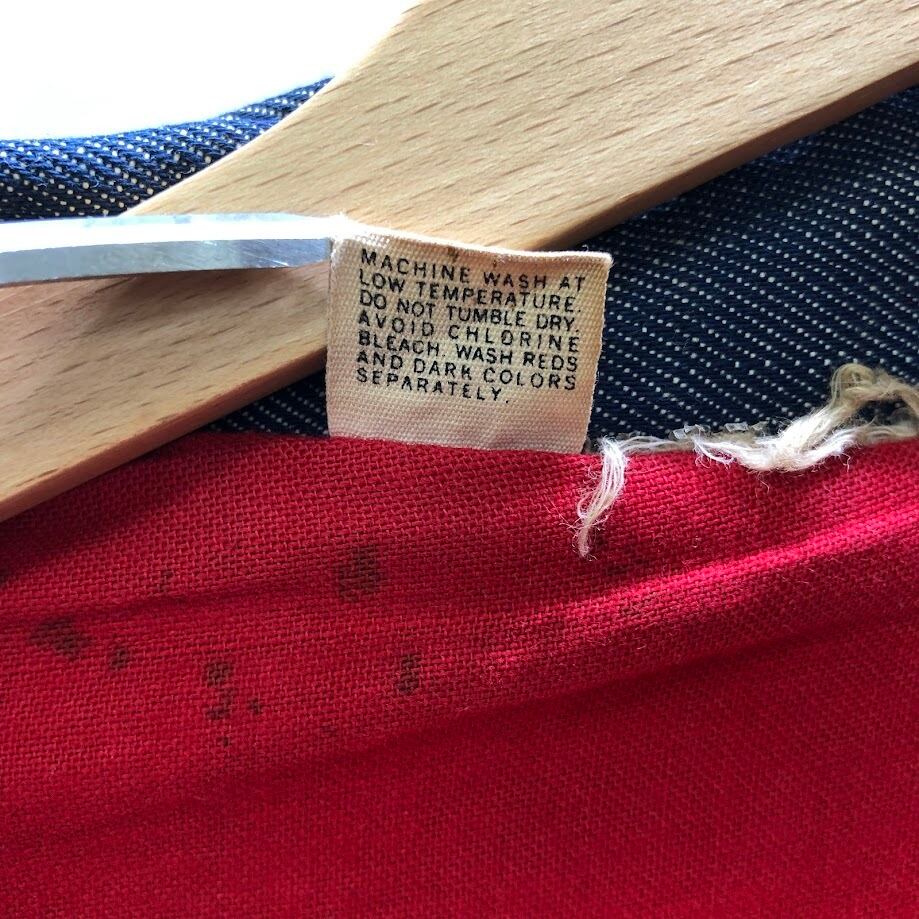 MACHINE WASH AT
LOW TEMPERATURE.
DO NOT TUMBLE DRY.
AVOID CHLORINE
BLEACH. WASH REDS
AND DARK COLORS
SEPARATELY.